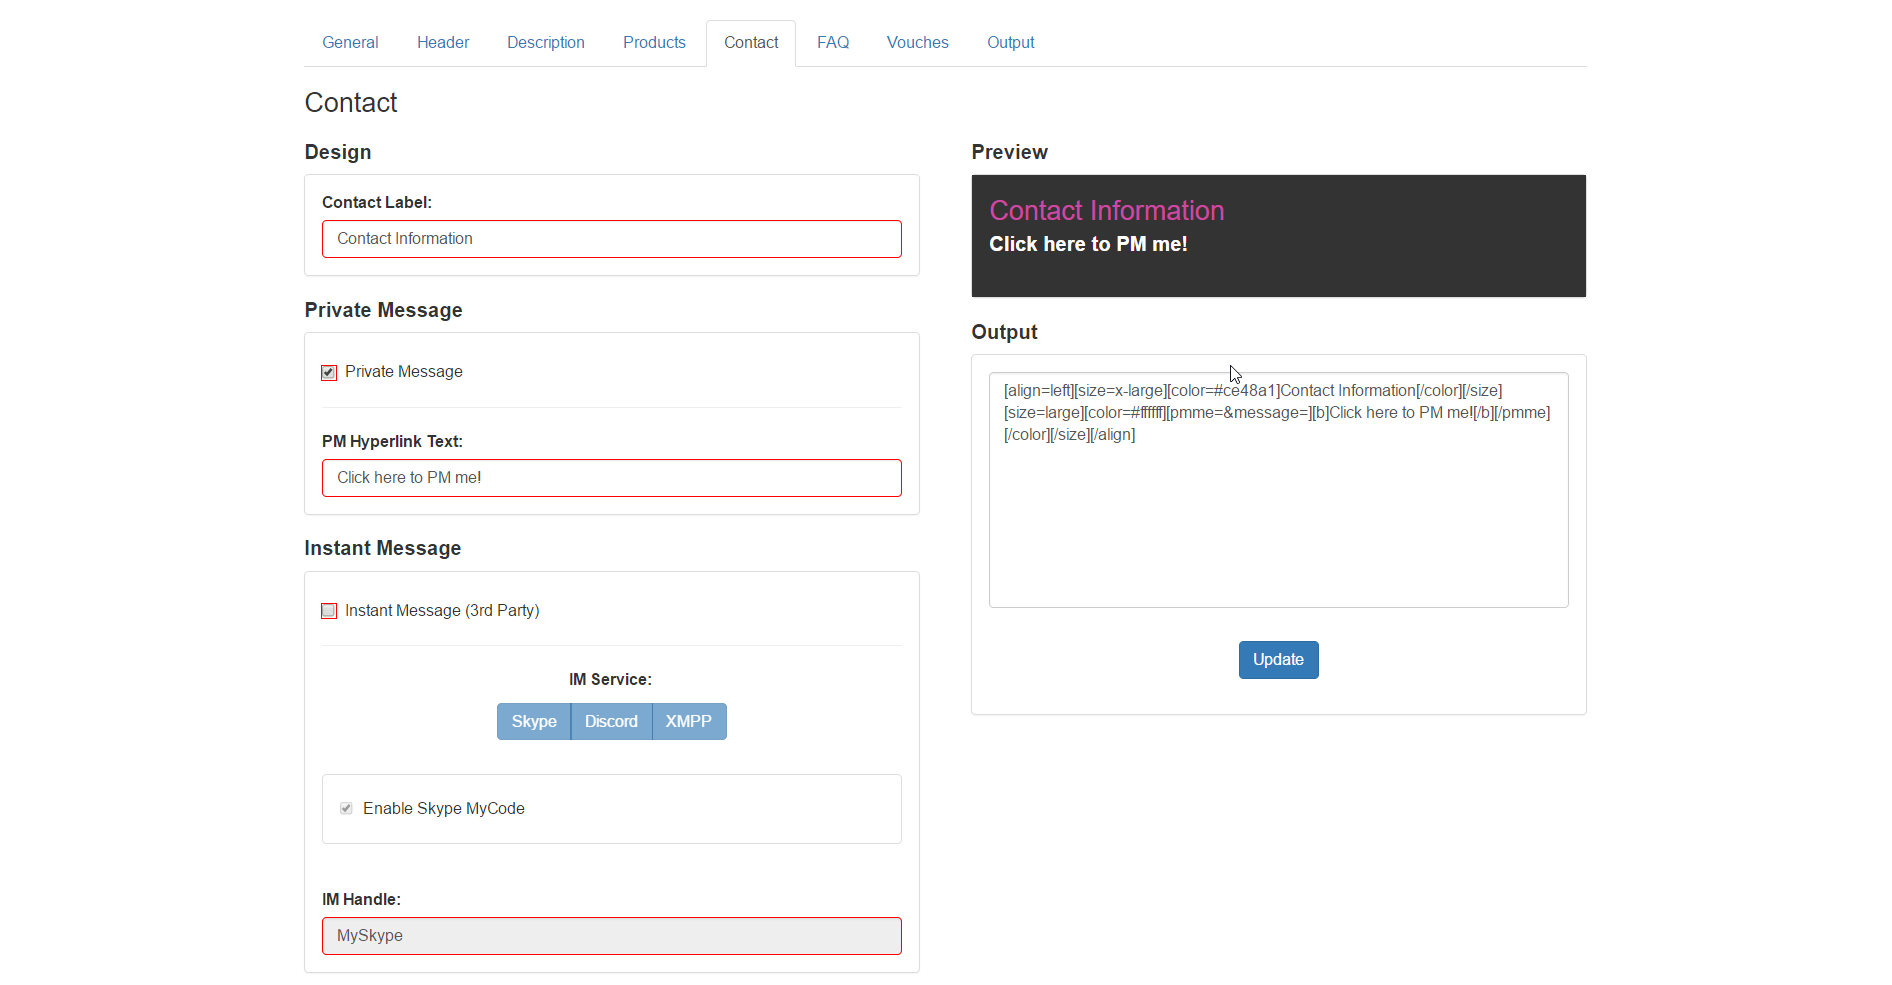 General Header Description Products Contact FAQ Vouches Output
Contact
Design
Contact Label:
Contact Information
Private Message
Private Message
PM Hyperlink Text:
Click here to PM me!
Instant Message
Instant Message (3rd Party)
IM Service:
Skype Discord XMPP
Enable Skype MyCode
IM Handle:
MySkype
Preview
Contact Information
Click here to PM me!
Output
[align=left][size=x-large][color=#ce48a1]Contact Information[/color][/size]
[size=large][color=#ffffff][pmme=&message=][b]Click here to PM me![/b][/pmme]
[/color][/size][/align]
Update